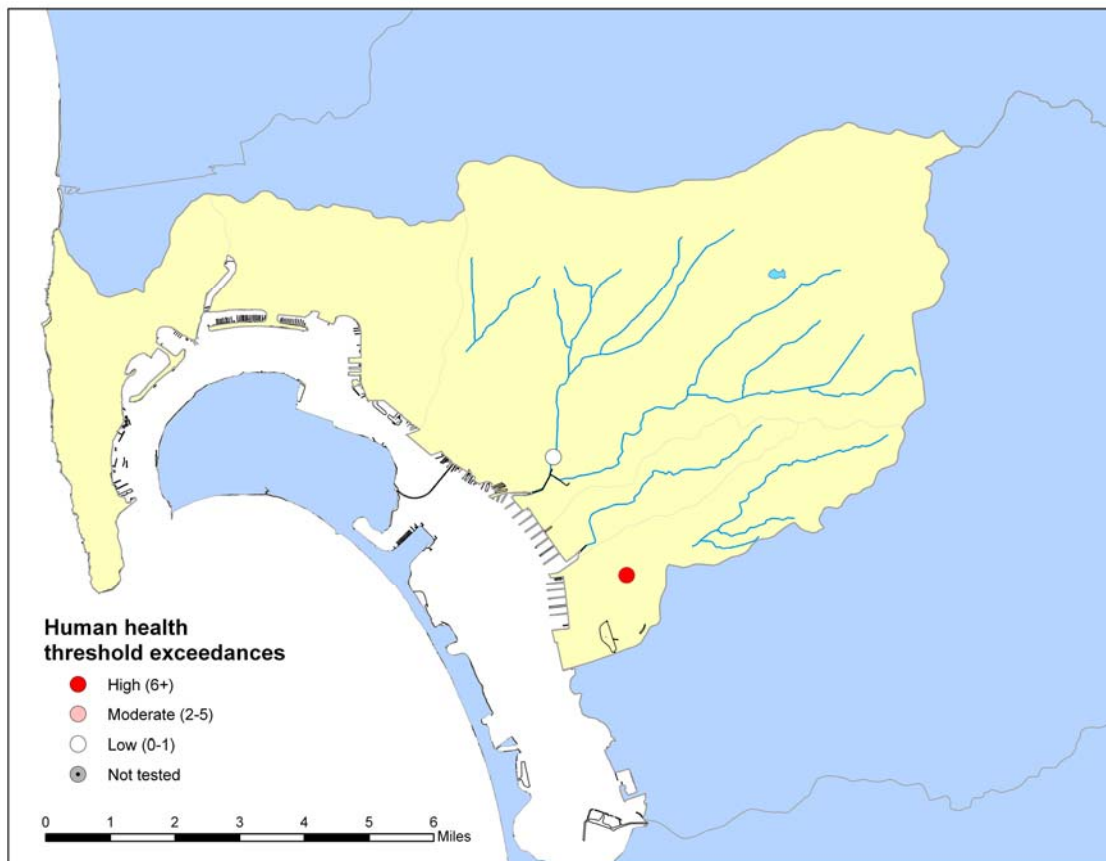 Human health
threshold exceedances
High (6+)
Moderate (2-5)
Low (0-1)
Not tested
0 1 2 3 4 5 6
Miles